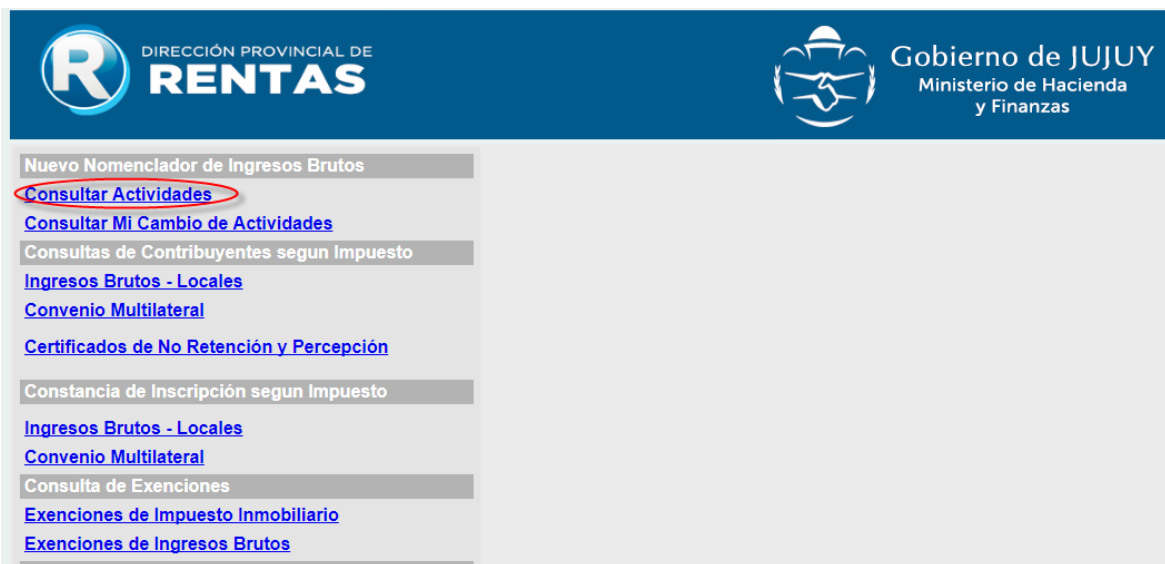 DIRECCIÓN PROVINCIAL DE
RENTAS
Gobierno de JUJUY
Ministerio de Hacienda
y Finanzas
Nuevo Nomenclador de Ingresos Brutos
Consultar Actividades
Consultar Mi Cambio de Actividades
Consultas de Contribuyentes segun Impuesto
Ingresos Brutos - Locales
Convenio Multilateral
Certificados de No Retención y Percepción
Constancia de Inscripción segun Impuesto
Ingresos Brutos - Locales
Convenio Multilateral
Consulta de Exenciones
Exenciones de Impuesto Inmobiliario
Exenciones de Ingresos Brutos